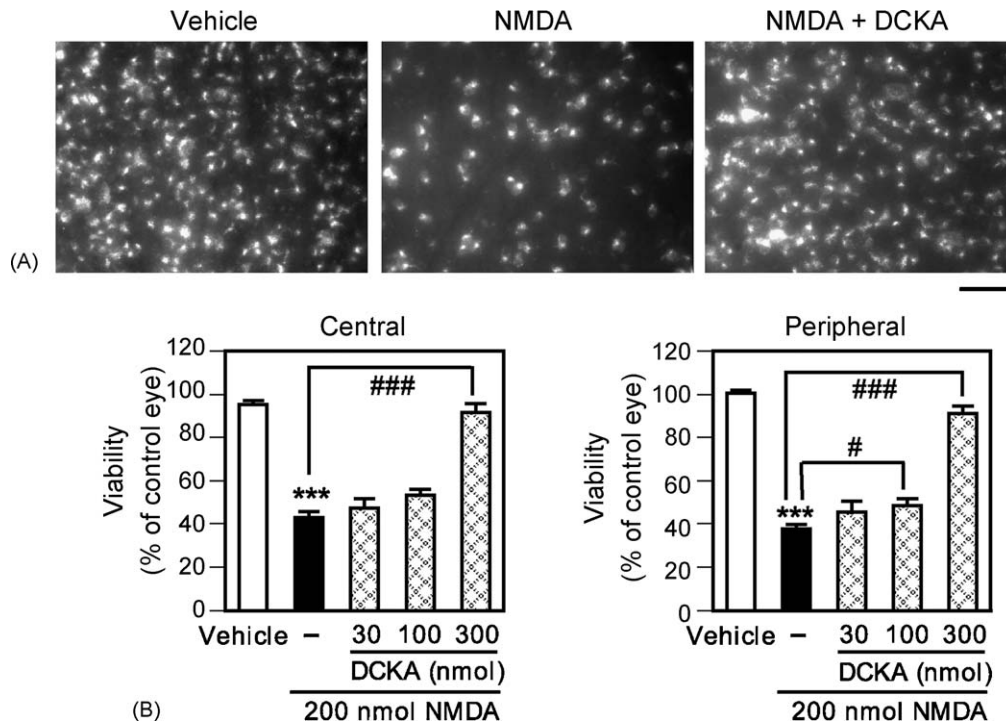 Vehicle NMDA NMDA + DCKA
(A)
Central
Viability
(% of control eye)
120
100
80
60
40
20
0
***
###
Vehicle – 30 100 300
DCKA (nmol)
200 nmol NMDA
Peripheral
Viability
(% of control eye)
120
100
80
60
40
20
0
***
#
###
Vehicle – 30 100 300
DCKA (nmol)
200 nmol NMDA
(B)